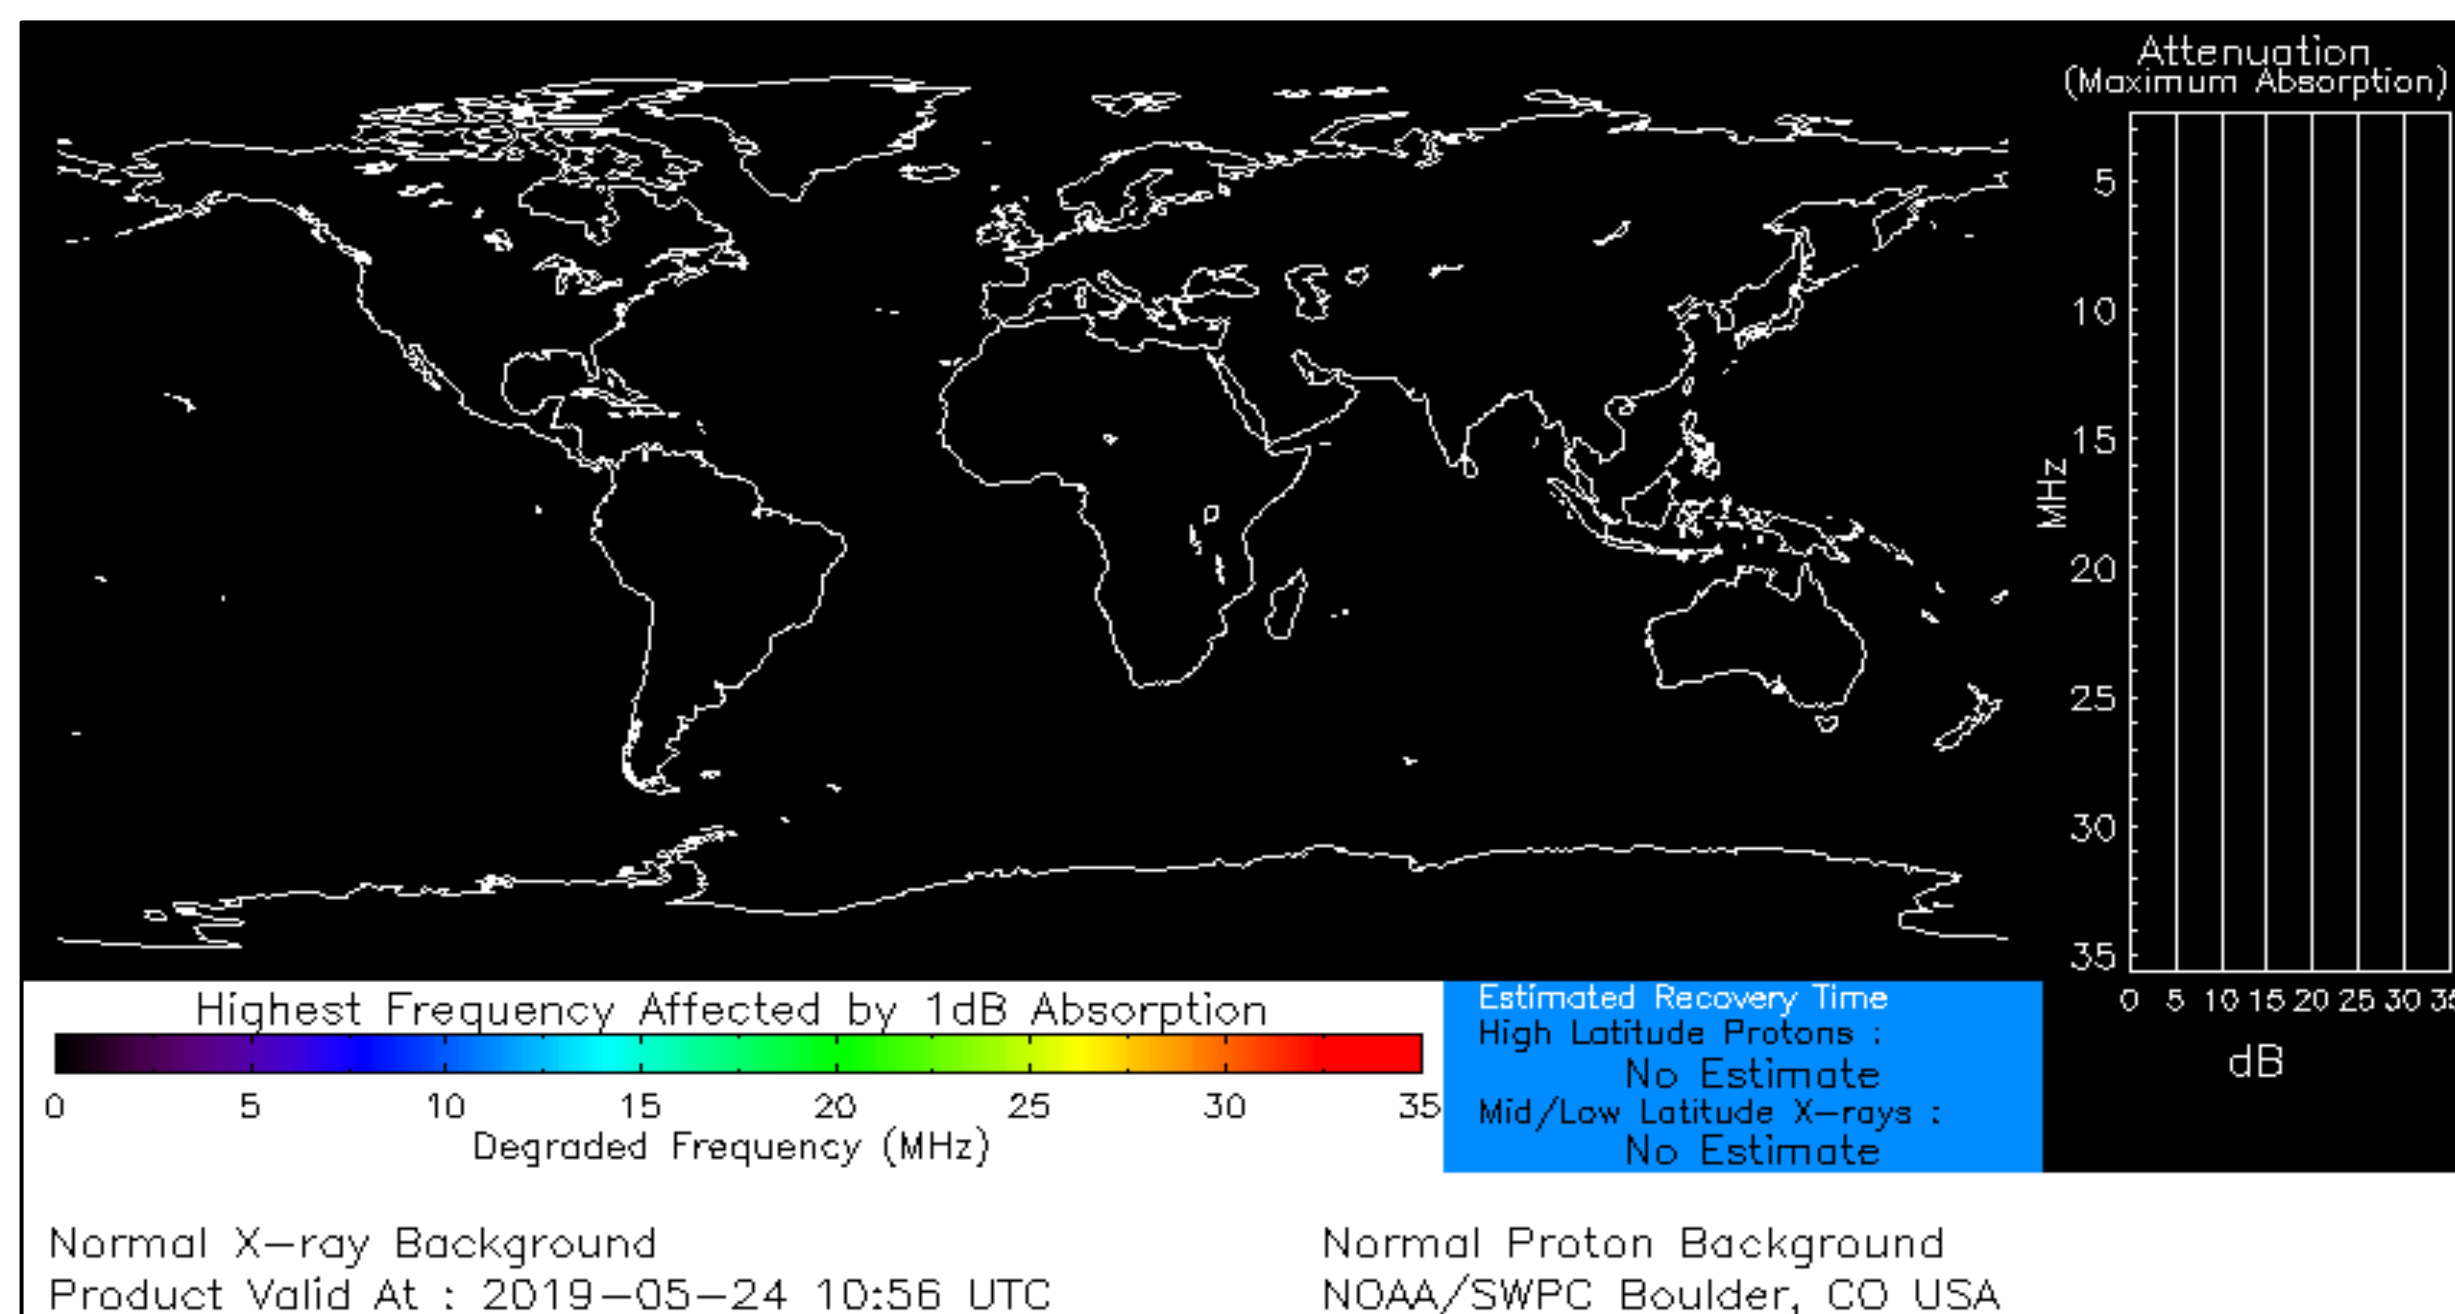 Attenuation
(Maximum Absorption)
5
10
15
20
25
30
35
MHz
0 5 10 15 20 25 30
dB
Highest Frequency Affected by 1dB Absorption
0 5 10 15 20 25 30 35
Degraded Frequency (MHz)
Estimated Recovery Time
High Latitude Protons :
No Estimate
Mid/Low Latitude X-rays :
No Estimate
Normal X-ray Background
Normal Proton Background
Product Valid At : 2019-05-24 10:56 UTC
NOAA/SWPC Boulder, CO USA